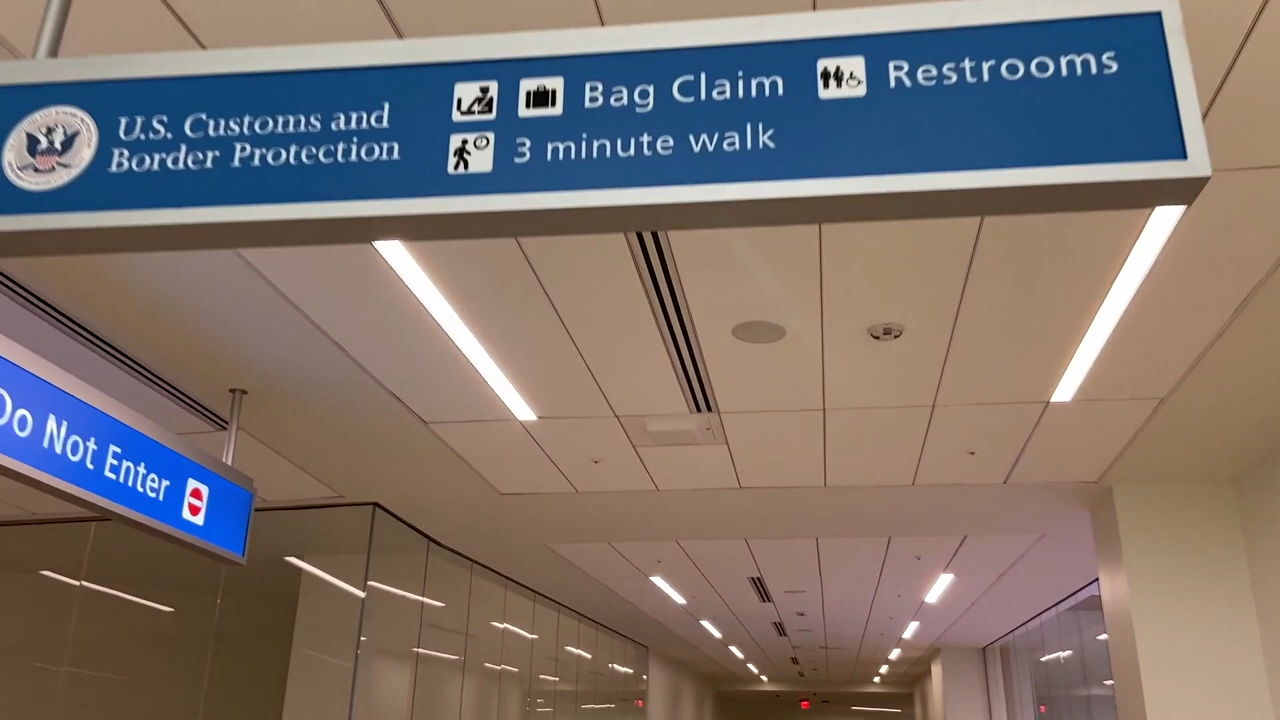 U.S. Customs and
Border Protection
Bag Claim
3 minute walk
Restrooms
Do Not Enter